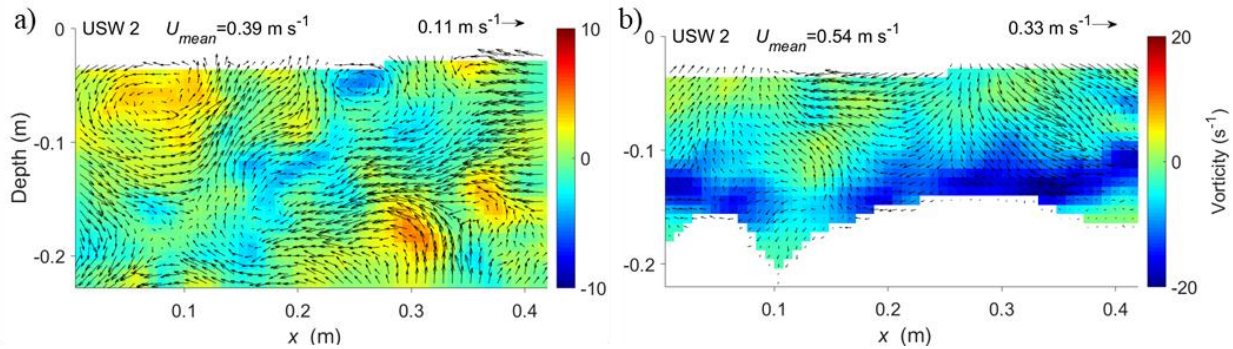 a) USW 2 U_mean=0.39 m s⁻¹ 0.11 m s⁻¹
0
-0.1
-0.2
Depth (m)
0.1 0.2 0.3 0.4
x (m)
10
0
-10
b) USW 2 U_mean=0.54 m s⁻¹ 0.33 m s⁻¹
0
-0.1
-0.2
0.1 0.2 0.3 0.4
x (m)
20
10
0
-10
-20
Vorticity (s⁻¹)